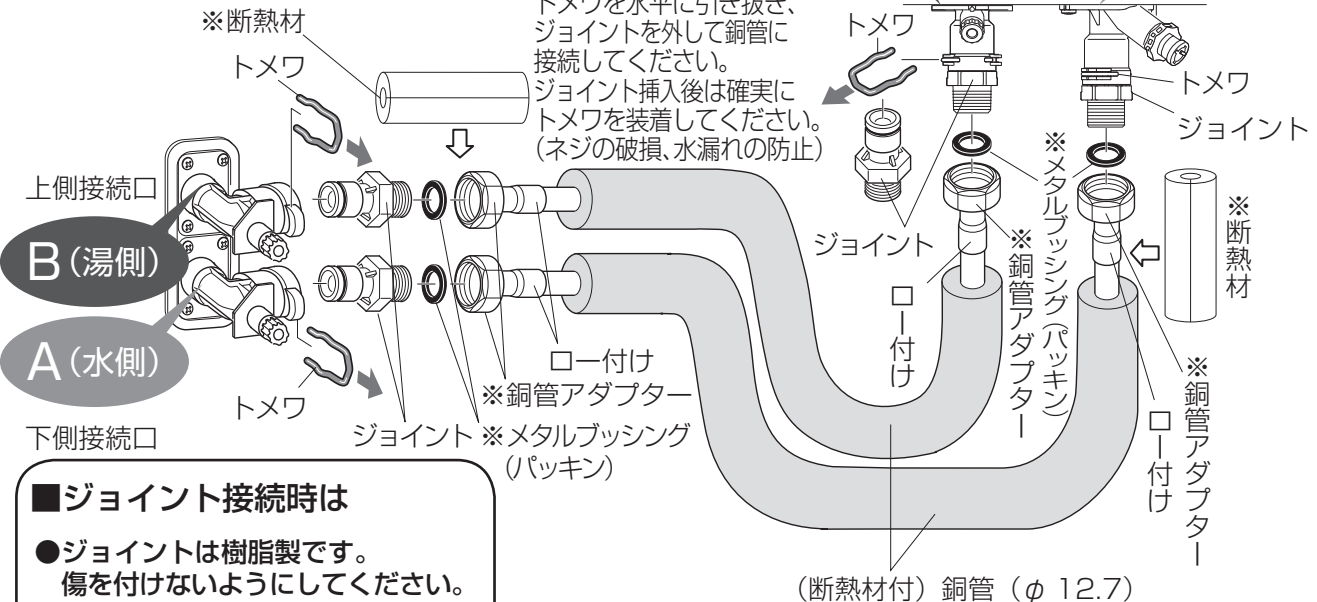 ※断熱材
トメワ
トメワを水平に引き抜き、
ジョイントを外して銅管に
接続してください。
ジョイント挿入後は確実に
トメワを装着してください。
(ネジの破損、水漏れの防止)
トメワ
トメワ
ジョイント
上側接続口
B(湯側)
A(水側)
トメワ
下側接続口
ジョイント
※メタルブッシング
(パッキン)
※銅管アダプター
ロー付け
ジョイント
ロー付け
※銅管アダプター
※メタルブッシング(パッキン)
※断熱材
ロー付け
※銅管アダプター
(断熱材付)銅管(φ 12.7)
■ジョイント接続時は
●ジョイントは樹脂製です。
傷を付けないようにしてください。